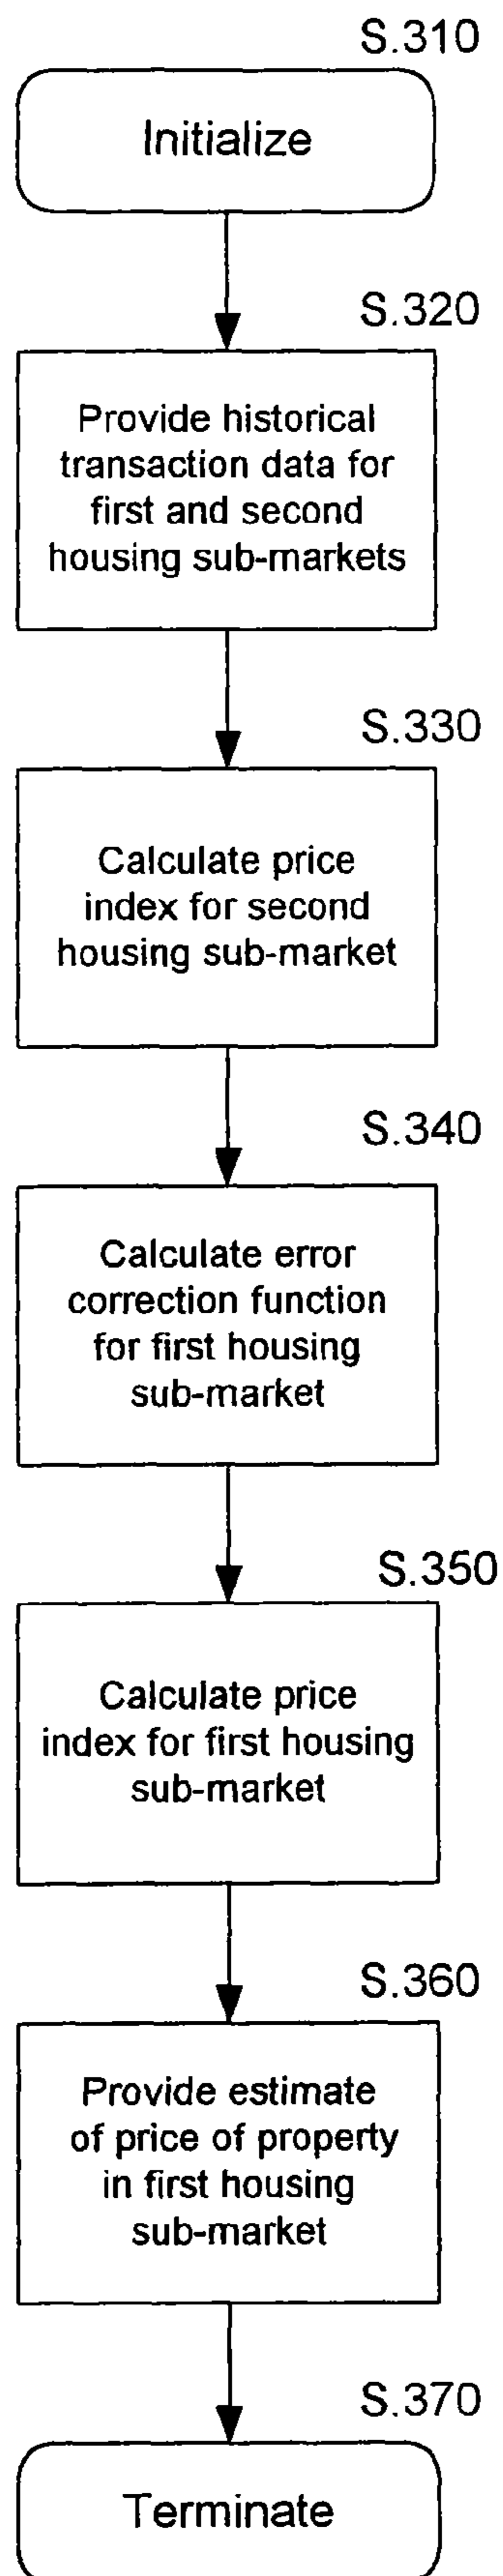 S.310
Initialize
S.320
Provide historical
transaction data for
first and second
housing sub-markets
S.330
Calculate price
index for second
housing sub-market
S.340
Calculate error
correction function
for first housing
sub-market
S.350
Calculate price
index for first housing
sub-market
S.360
Provide estimate
of price of property
in first housing
sub-market
S.370
Terminate